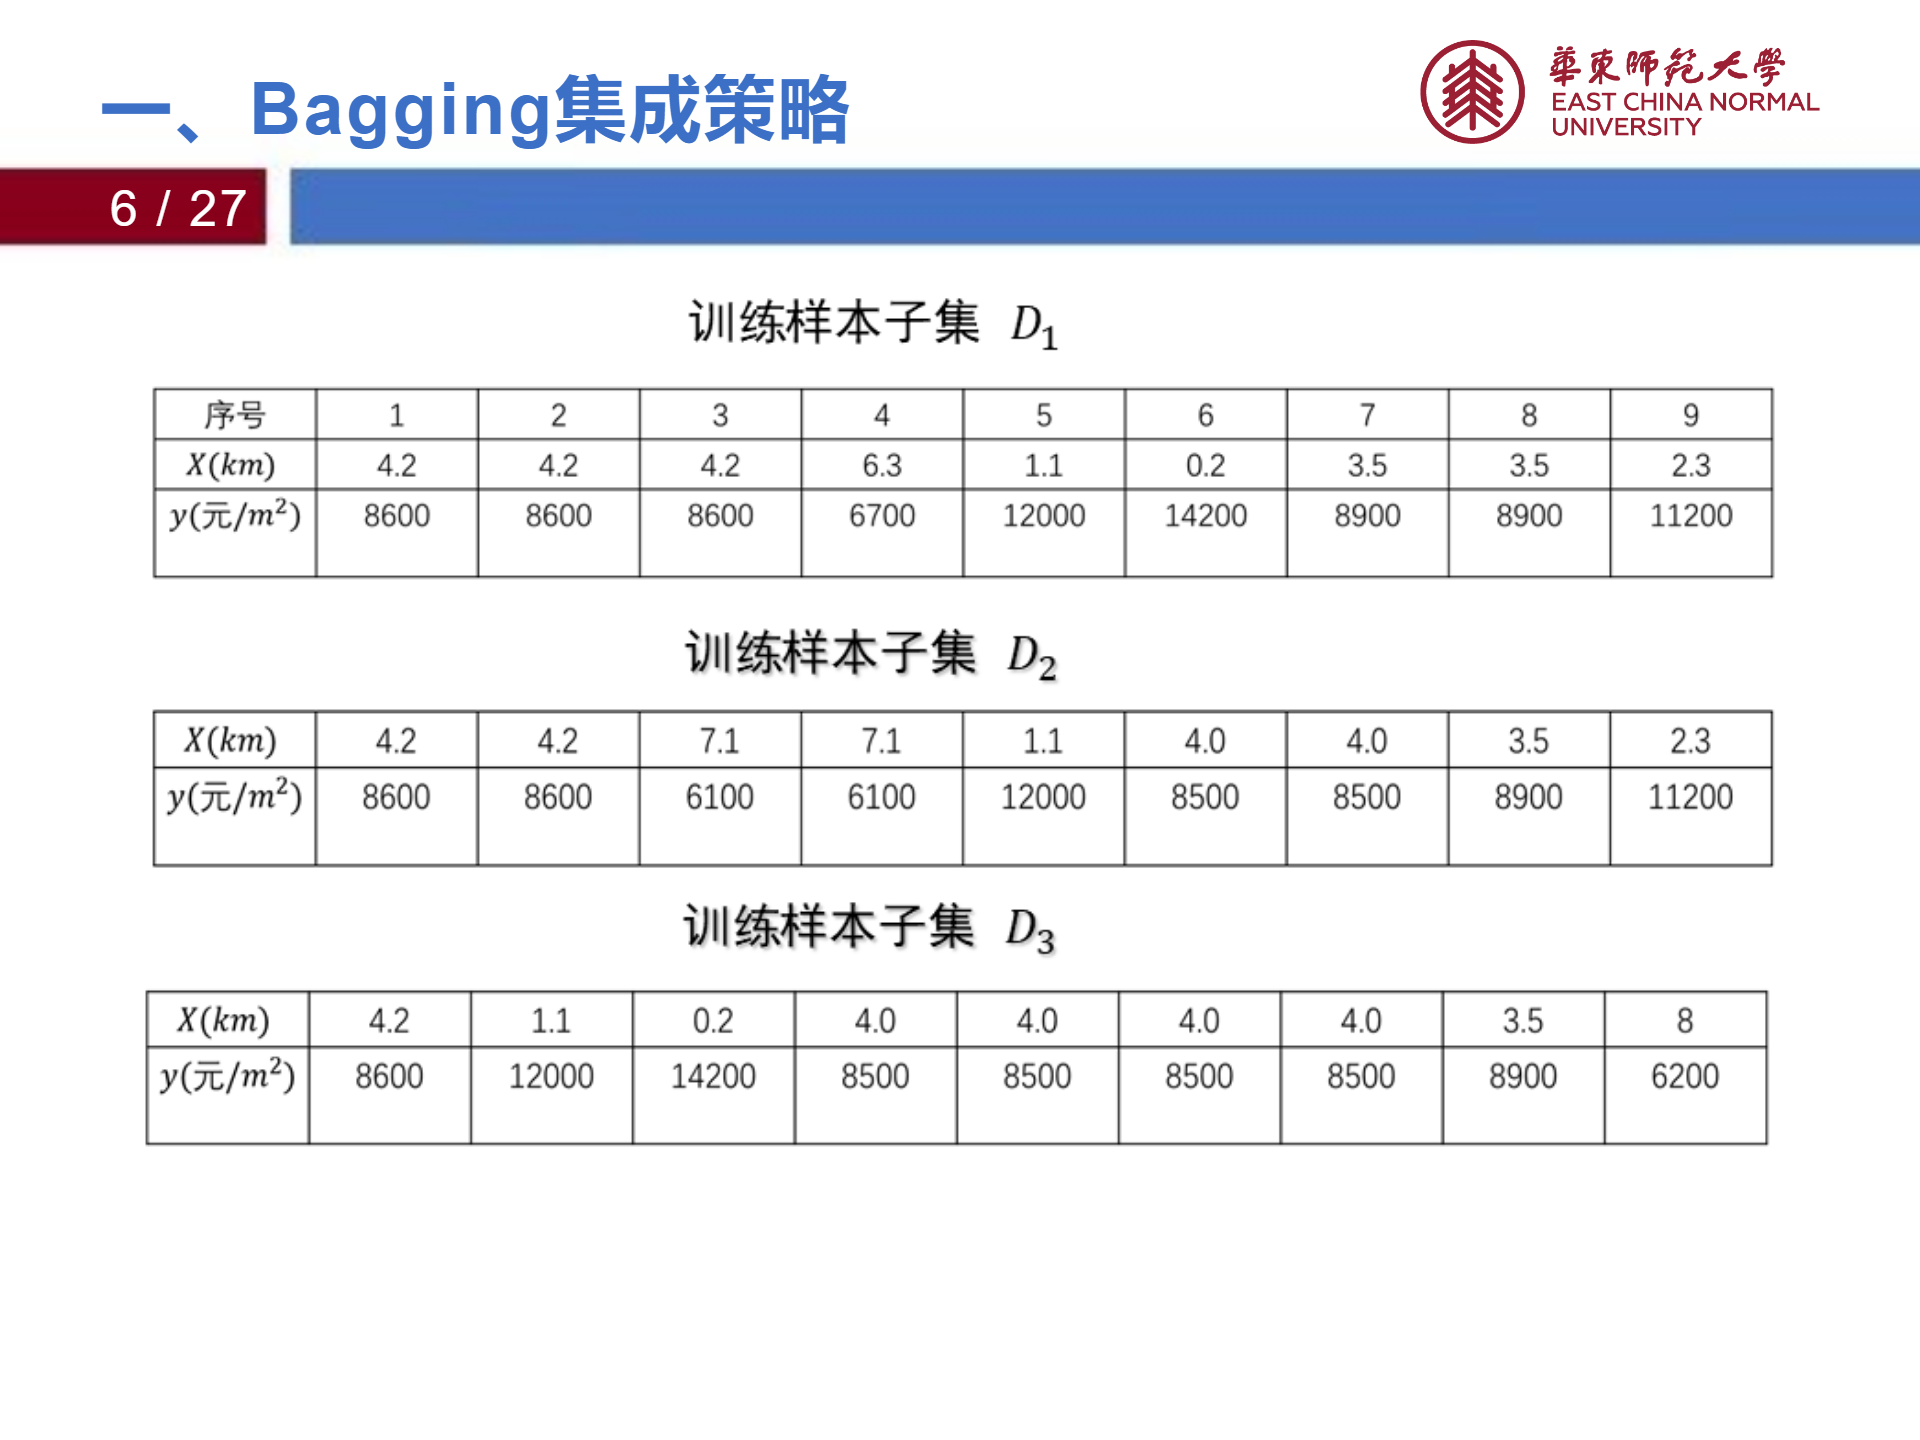 一、Bagging集成策略
華東師範大學
EAST CHINA NORMAL
UNIVERSITY
6 / 27
训练样本子集 D₁
序号 1 2 3 4 5 6 7 8 9
X(km) 4.2 4.2 4.2 6.3 1.1 0.2 3.5 3.5 2.3
y(元/m²) 8600 8600 8600 6700 12000 14200 8900 8900 11200
训练样本子集 D₂
X(km) 4.2 4.2 7.1 7.1 1.1 4.0 4.0 3.5 2.3
y(元/m²) 8600 8600 6100 6100 12000 8500 8500 8900 11200
训练样本子集 D₃
X(km) 4.2 1.1 0.2 4.0 4.0 4.0 4.0 3.5 8
y(元/m²) 8600 12000 14200 8500 8500 8500 8500 8900 6200